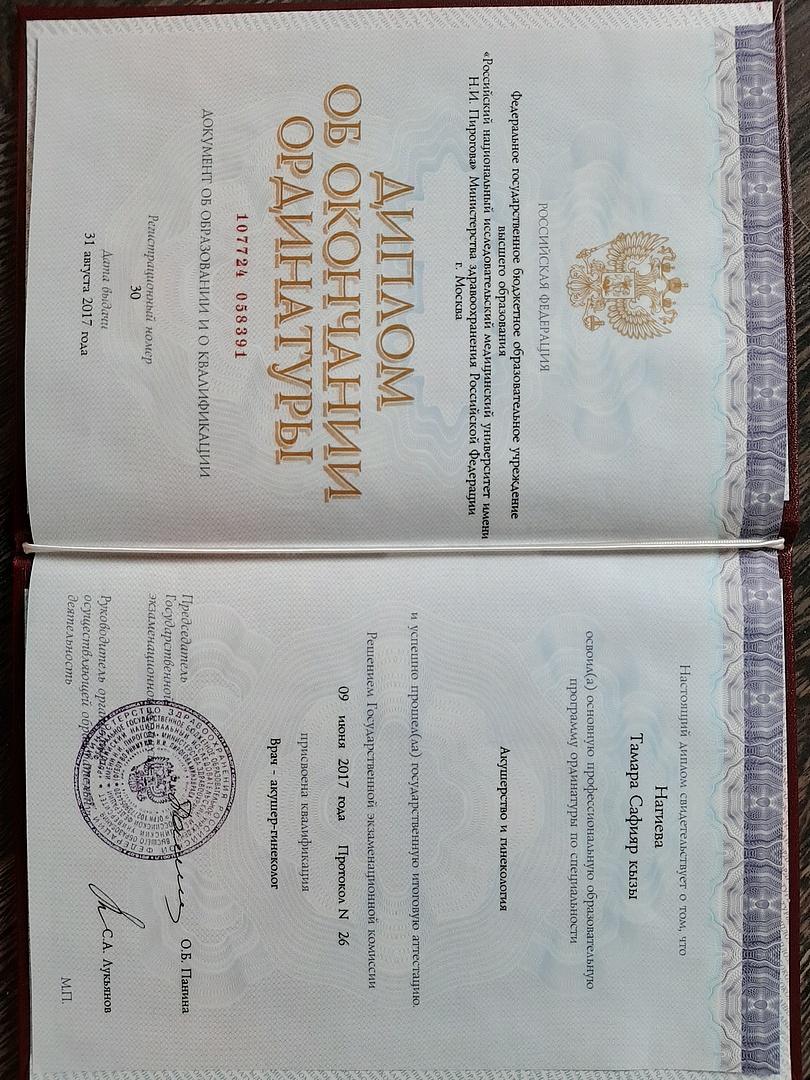 РОССИЙСКАЯ ФЕДЕРАЦИЯ
Федеральное государственное бюджетное образовательное учреждение
высшего образования
«Российский национальный исследовательский медицинский университет имени
Н.И. Пирогова» Министерства здравоохранения Российской Федерации
г. Москва
ДИПЛОМ
ОБ ОКОНЧАНИИ
ОРДИНАТУРЫ
107724 058391
ДОКУМЕНТ ОБ ОБРАЗОВАНИИ И О КВАЛИФИКАЦИИ
Регистрационный номер
30
Дата выдачи
31 августа 2017 года
Настоящий диплом свидетельствует о том, что
Нагиева
Тамара Сафияр кызы
освоил(а) основную профессиональную образовательную
программу ординатуры по специальности
Акушерство и гинекология
и успешно прошел(ла) государственную итоговую аттестацию.
Решением Государственной экзаменационной комиссии
09 июня 2017 года Протокол N 26
присвоена квалификация
Врач - акушер-гинеколог
Председатель
Государственной
экзаменационной
О.Б. Панина
Руководитель
осуществляющей
деятельность
С.А. Лукьянов
М.П.